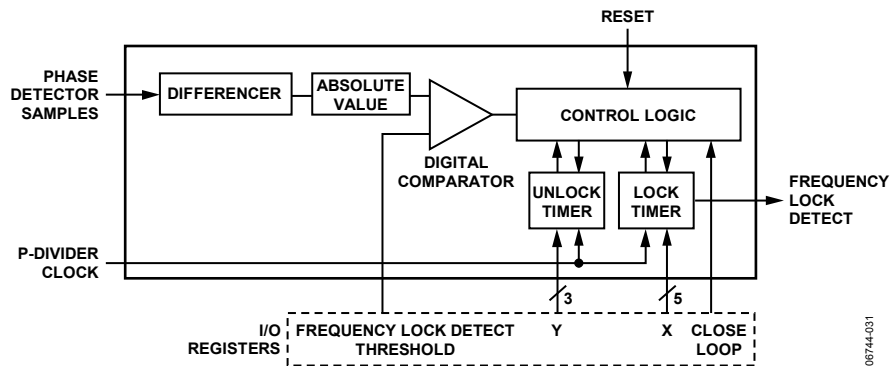 RESET
PHASE
DETECTOR
SAMPLES
DIFFERENCER
ABSOLUTE
VALUE
CONTROL LOGIC
DIGITAL
COMPARATOR
UNLOCK
TIMER
LOCK
TIMER
FREQUENCY
LOCK
DETECT
P-DIVIDER
CLOCK
3
5
I/O
REGISTERS
FREQUENCY LOCK DETECT
THRESHOLD
Y
X
CLOSE
LOOP
06744-031